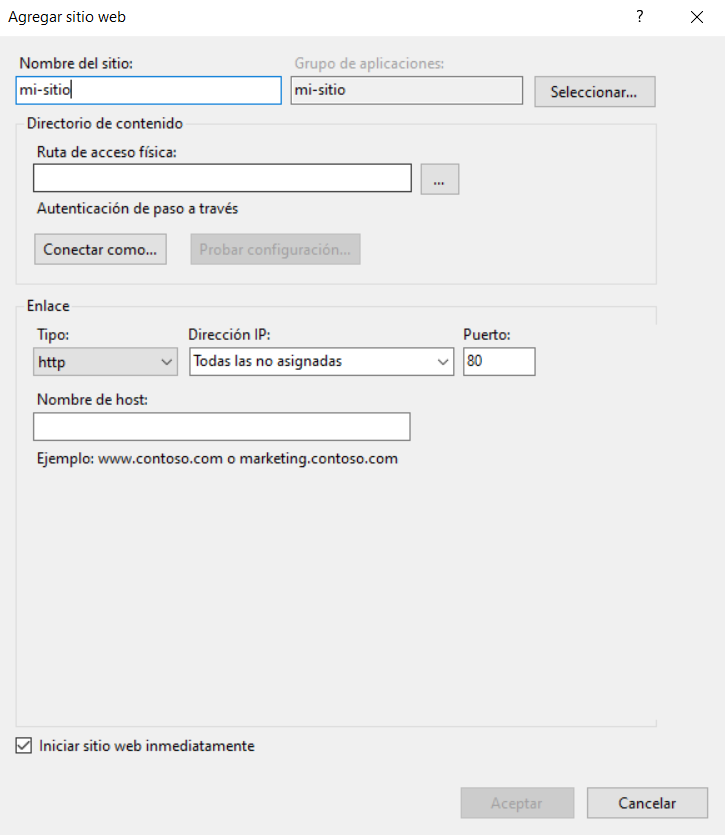 Agregar sitio web
Nombre del sitio: Grupo de aplicaciones:
mi-sitio mi-sitio Seleccionar...
Directorio de contenido
Ruta de acceso física:
...
Autenticación de paso a través
Conectar como... Probar configuración...
Enlace
Tipo: Dirección IP: Puerto:
http Todas las no asignadas 80
Nombre de host:
Ejemplo: www.contoso.com o marketing.contoso.com
Iniciar sitio web inmediatamente
Aceptar Cancelar